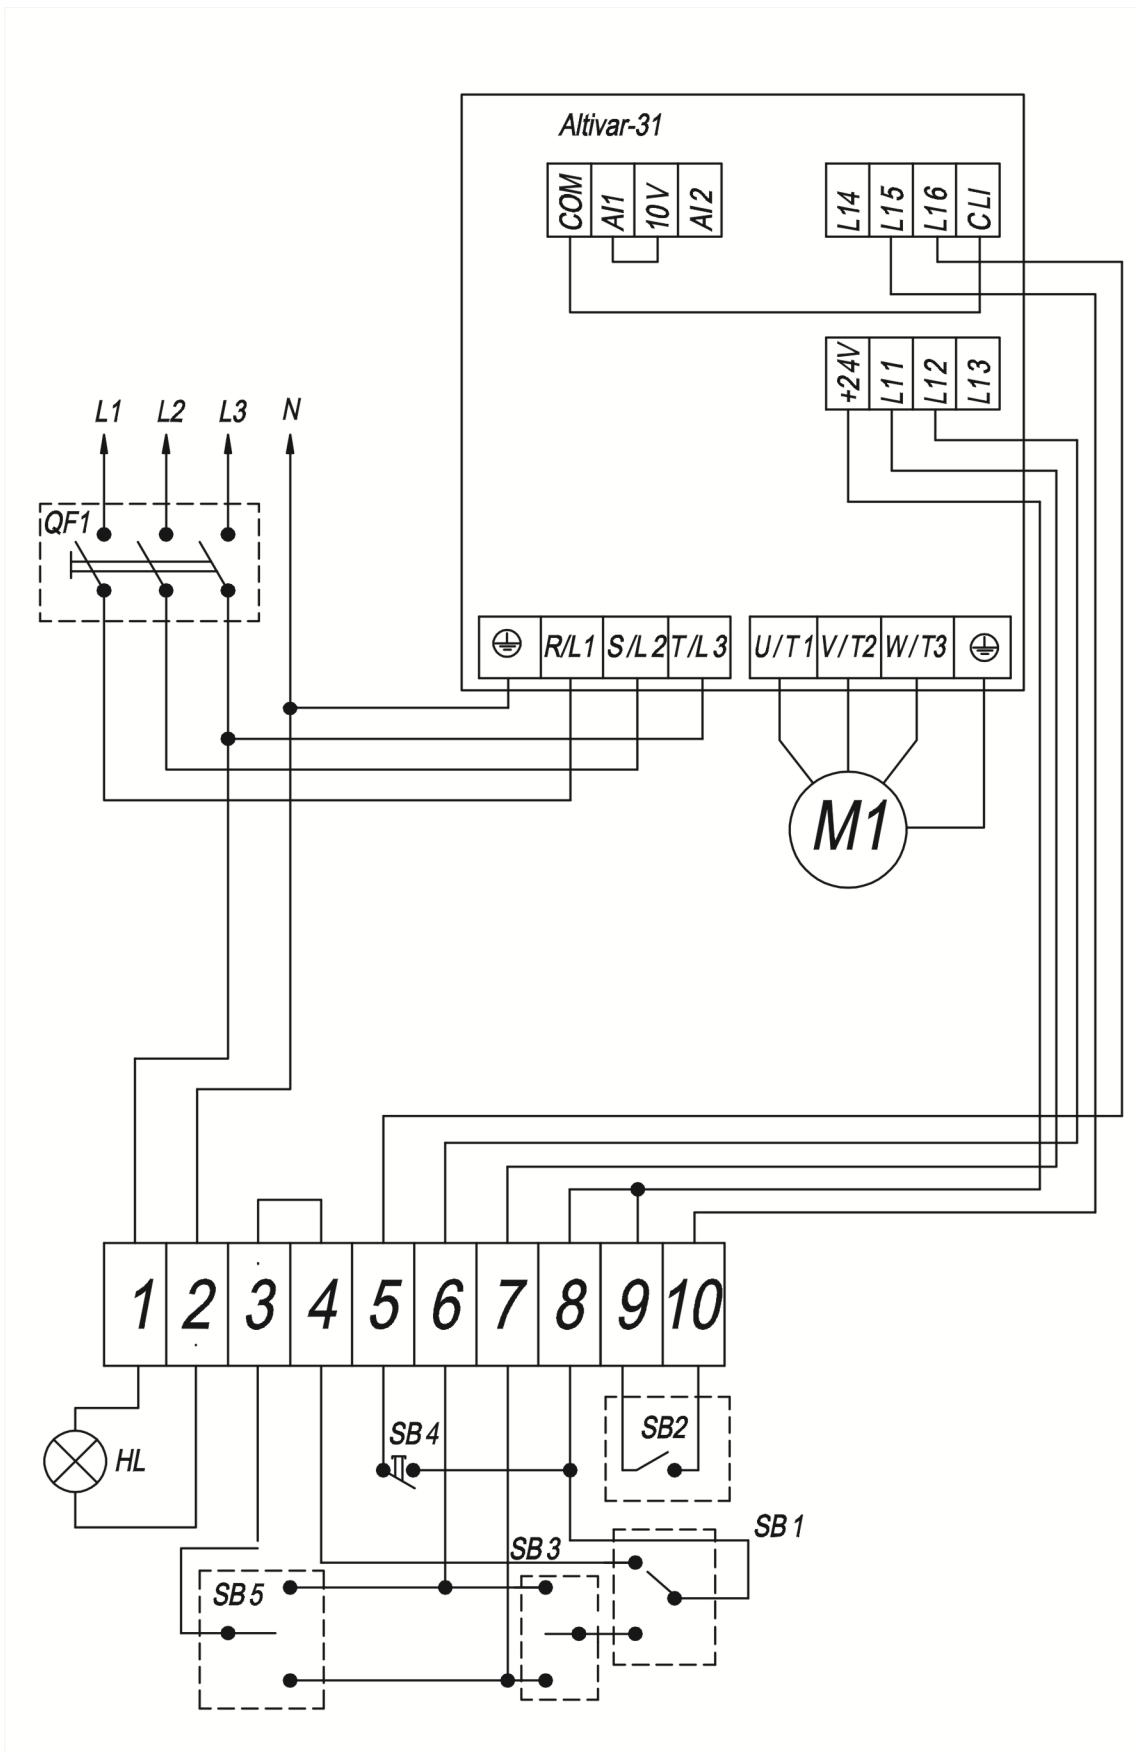 Altivar-31
COM AI1 10V AI2
L14 L15 L16 CLI
+24V L11 L12 L13
L1 L2 L3 N
QF1
R/L1 S/L2 T/L3
U/T1 V/T2 W/T3
M1
1 2 3 4 5 6 7 8 9 10
SB4
SB2
HL
SB1
SB3
SB5